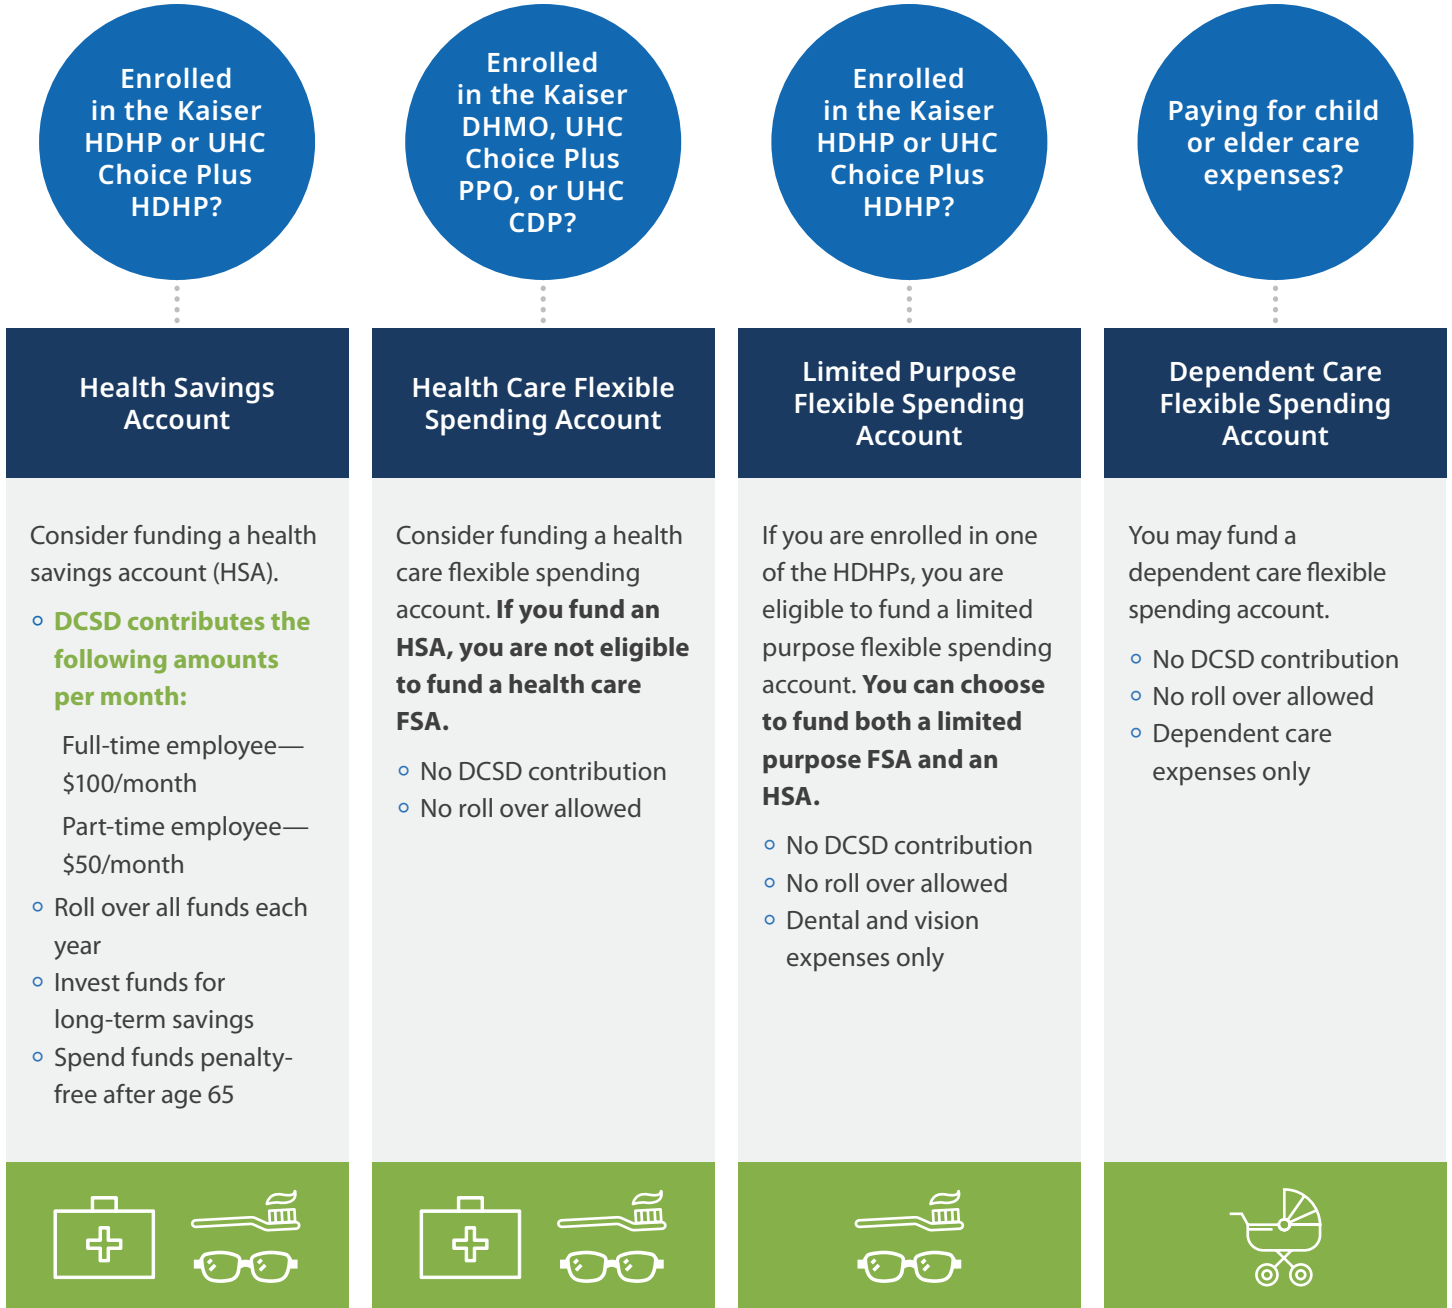 Enrolled
in the Kaiser
HDHP or UHC
Choice Plus
HDHP?
Health Savings
Account
Consider funding a health
savings account (HSA).
DCSD contributes the
following amounts
per month:
Full-time employee—
$100/month
Part-time employee—
$50/month
Roll over all funds each
year
Invest funds for
long-term savings
Spend funds penalty-
free after age 65
Enrolled
in the Kaiser
DHMO, UHC
Choice Plus
PPO, or UHC
CDP?
Health Care Flexible
Spending Account
Consider funding a health
care flexible spending
account. If you fund an
HSA, you are not eligible
to fund a health care
FSA.
No DCSD contribution
No roll over allowed
Enrolled
in the Kaiser
HDHP or UHC
Choice Plus
HDHP?
Limited Purpose
Flexible Spending
Account
If you are enrolled in one
of the HDHPs, you are
eligible to fund a limited
purpose flexible spending
account. You can choose
to fund both a limited
purpose FSA and an
HSA.
No DCSD contribution
No roll over allowed
Dental and vision
expenses only
Paying for child
or elder care
expenses?
Dependent Care
Flexible Spending
Account
You may fund a
dependent care flexible
spending account.
No DCSD contribution
No roll over allowed
Dependent care
expenses only